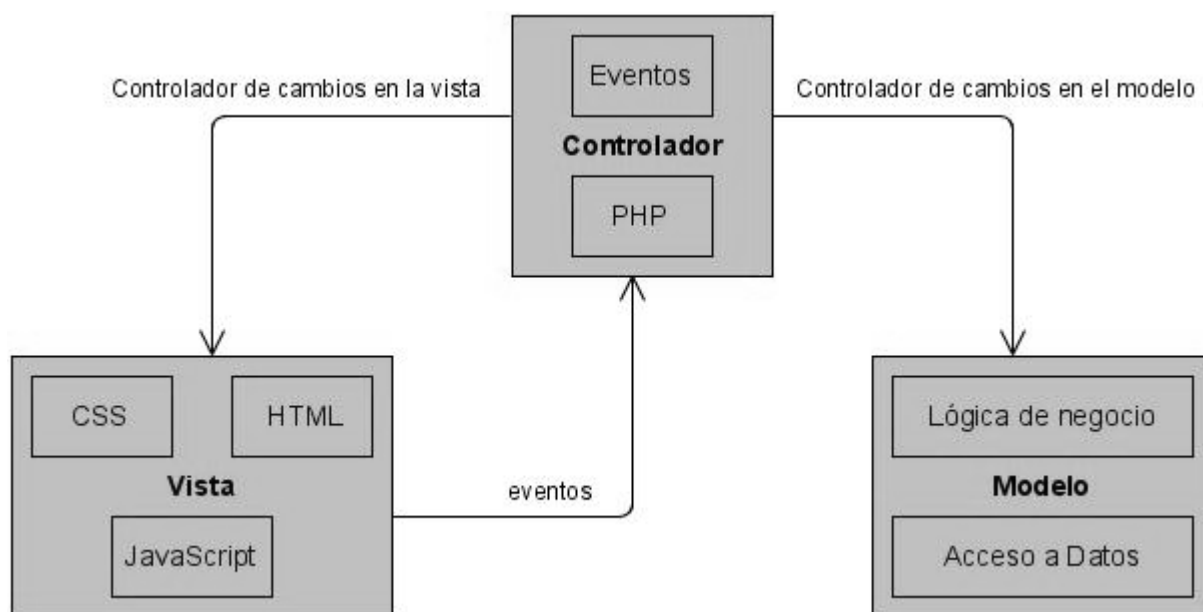 Eventos
Controlador de cambios en la vista
Controlador de cambios en el modelo
Controlador
PHP
CSS
HTML
Vista
JavaScript
eventos
Lógica de negocio
Modelo
Acceso a Datos